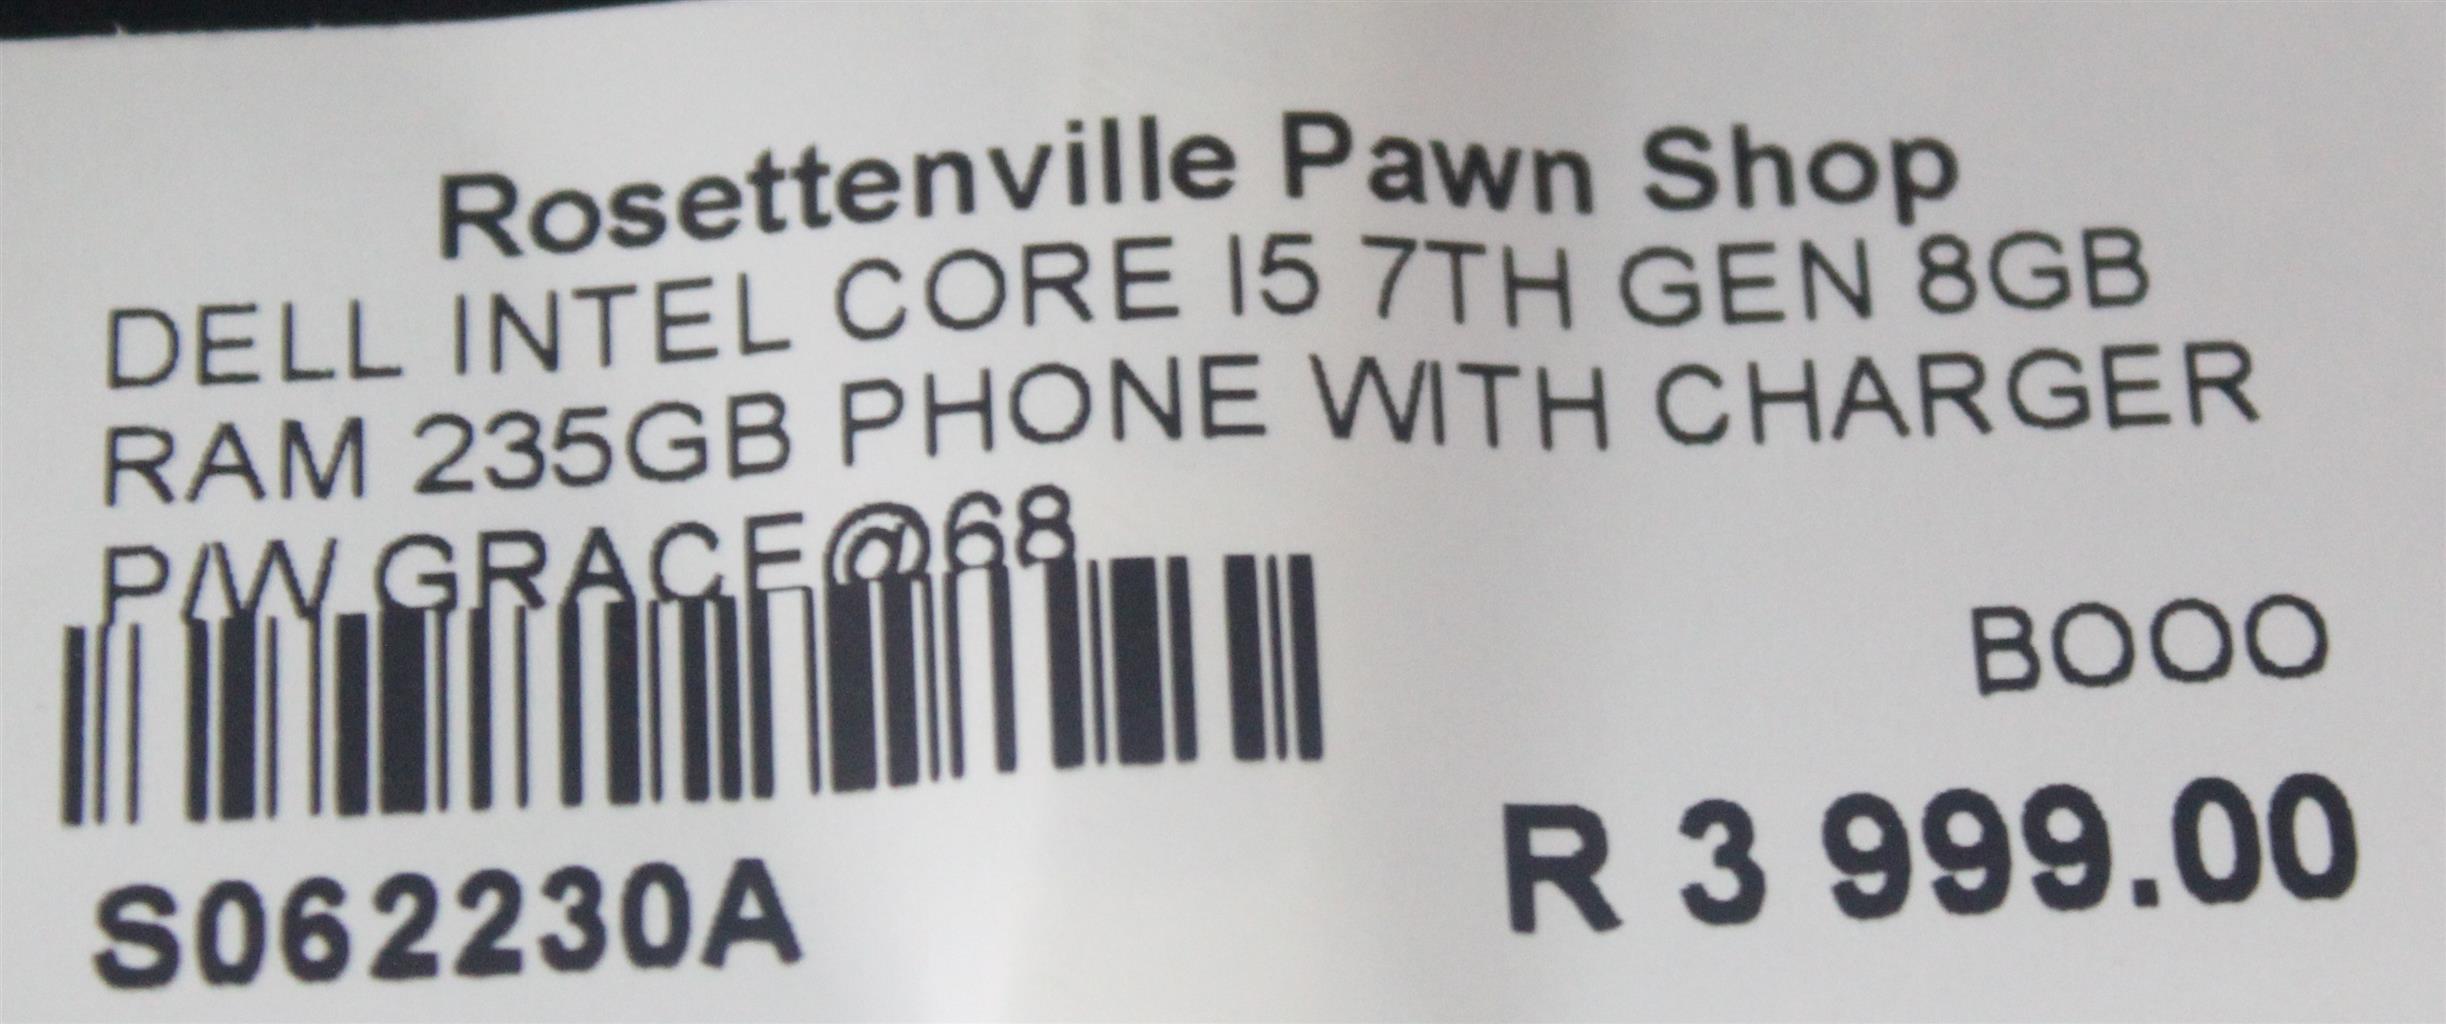 Rosettenville Pawn Shop
DELL INTEL CORE I5 7TH GEN 8GB
RAM 235GB PHONE WITH CHARGER
P/W GRACE@68
BOOO
R 3 999.00
S062230A